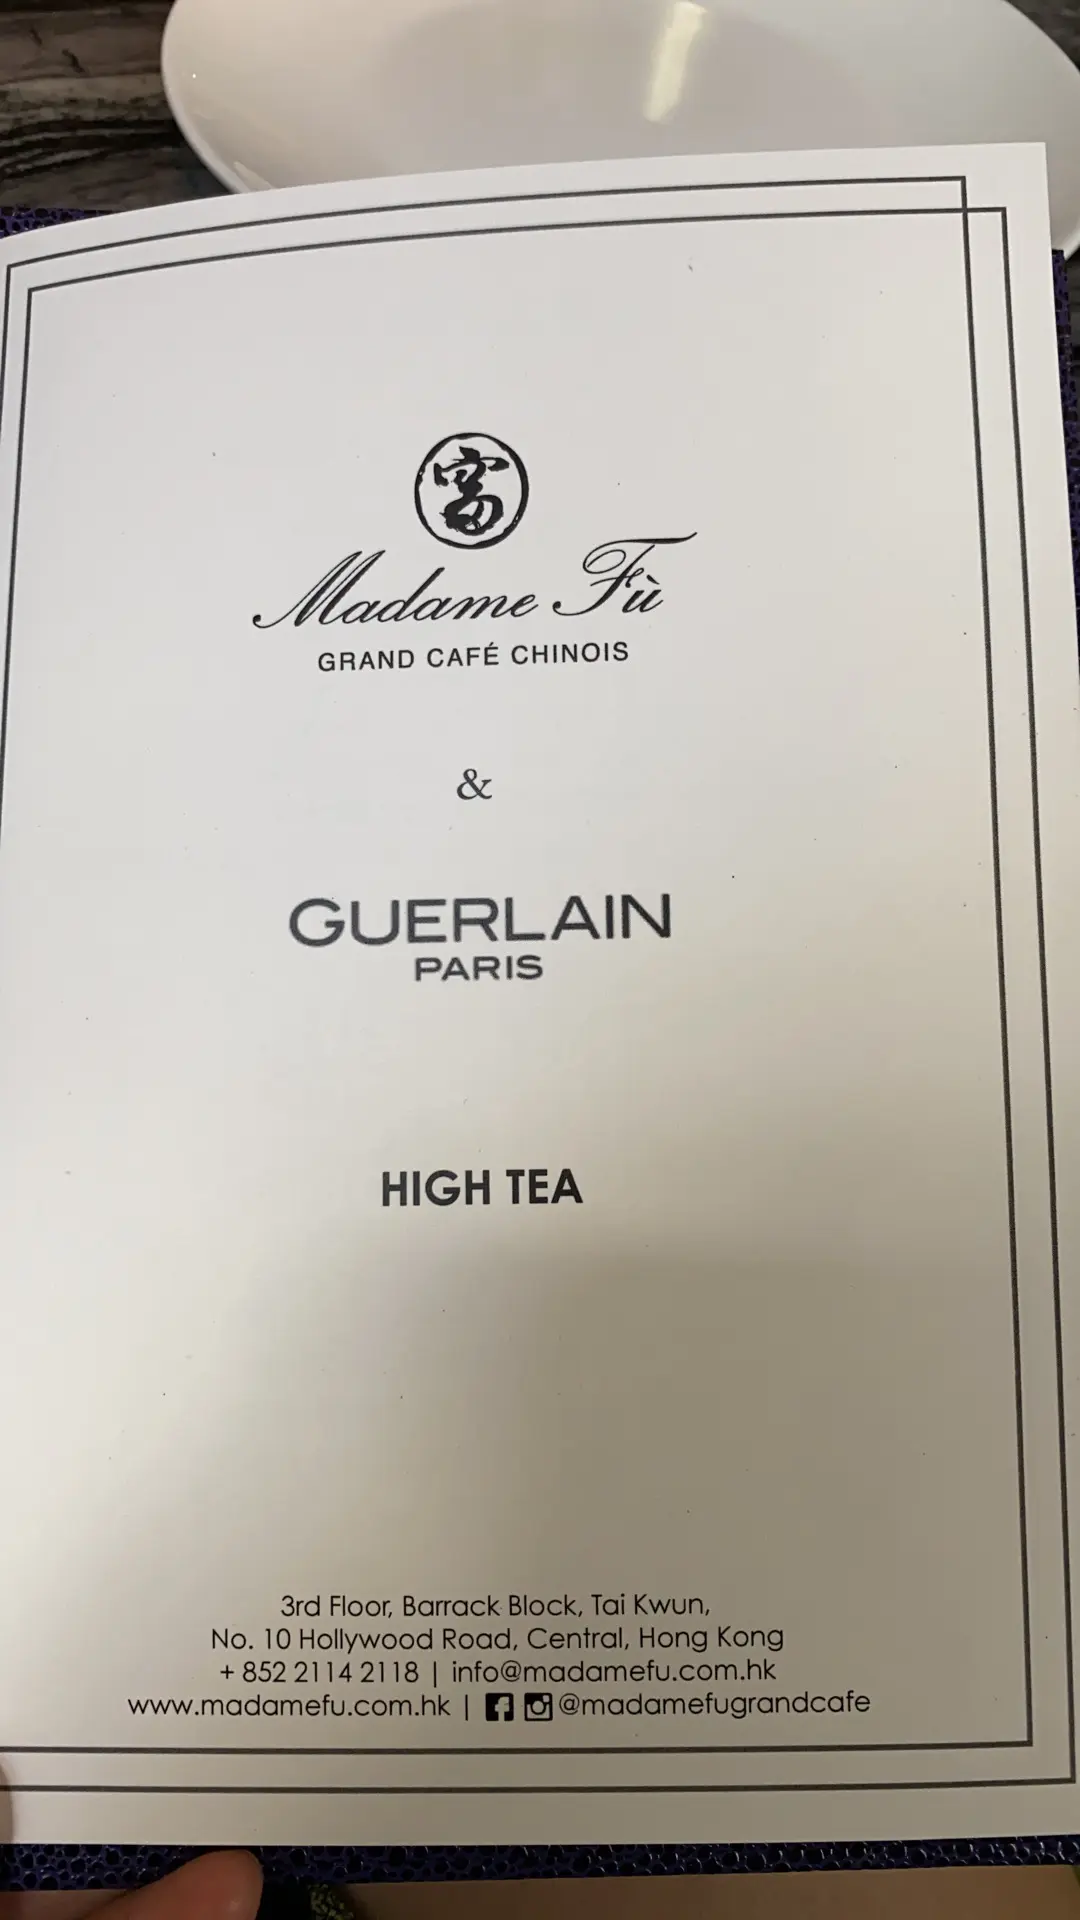 富
Madame Fù
GRAND CAFÉ CHINOIS
&
GUERLAIN
PARIS
HIGH TEA
3rd Floor, Barrack Block, Tai Kwun,
No. 10 Hollywood Road, Central, Hong Kong
+ 852 2114 2118 | info@madamefu.com.hk
www.madamefu.com.hk | @madamefugrandcafe